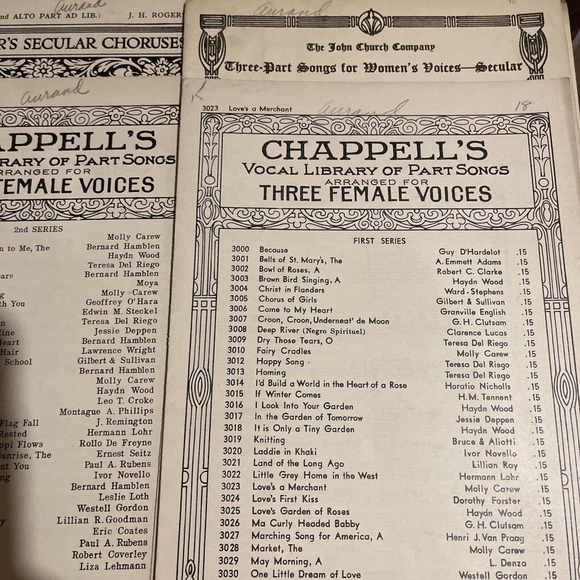 Aurand
nd ALTO PART AD LIB.) J. H. ROGER
R'S SECULAR CHORUSES
Aurand
The John Church Company
Three-Part Songs for Women's Voices—Secular
Aurand
APPELL'S
LIBRARY OF PART SONGS
ARRANGED FOR
FEMALE VOICES
2nd SERIES
Molly Carew
n to Me, The Bernard Hamblen
Haydn Wood
Teresa Del Riego
ears Bernard Hamblen
Moya
Molly Carew
th You Geoffrey O'Hara
Edwin M. Steckel
Teresa Del Riego
ine Jessie Deppen
Heart Bernard Hamblen
Hair Lawrence Wright
School Gilbert & Sullivan
Bernard Hamblen
Molly Carew
Haydn Wood
Leo T. Croke
Montague A. Phillips
Flag Fall J. Remington
Rested Hermann Lohr
ppi Flows Rollo De Freyne
Sunrise, The Ernest Seitz
nt You Paul A. Rubens
ng Ivor Novello
Bernard Hamblen
Leslie Loth
Westell Gordon
Lillian R. Goodman
Eric Coates
Paul A. Rubens
Robert Coverley
Liza Lehmann
3023 Love's a Merchant Aurand 18
CHAPPELL'S
VOCAL LIBRARY OF PART SONGS
ARRANGED FOR
THREE FEMALE VOICES
FIRST SERIES
3000 Because Guy D'Hardelot .15
3001 Bells of St. Mary's, The A. Emmett Adams .15
3002 Bowl of Roses, A Robert C. Clarke .15
3003 Brown Bird Singing, A Haydn Wood .15
3004 Christ in Flanders Ward-Stephens .15
3005 Chorus of Girls Gilbert & Sullivan .15
3006 Come to My Heart Granville English .15
3007 Croon, Croon, Underneat' de Moon G. H. Clutsam .15
3008 Deep River (Negro Spirituel) Clarence Lucas .15
3009 Dry Those Tears, O Teresa Del Riego .15
3010 Fairy Cradles Molly Carew .15
3012 Happy Song Teresa Del Riego .15
3013 Homing Teresa Del Riego .15
3014 I'd Build a World in the Heart of a Rose Horatio Nicholls .15
3015 If Winter Comes H. M. Tennent .15
3016 I Look Into Your Garden Haydn Wood .15
3017 In the Garden of Tomorrow Jessie Deppen .15
3018 It is Only a Tiny Garden Haydn Wood .15
3019 Knitting Bruce & Aliotti .15
3020 Laddie in Khaki Ivor Novello .15
3021 Land of the Long Ago Lillian Ray .15
3022 Little Grey Home in the West Hermann Lohr .15
3023 Love's a Merchant Molly Carew .15
3024 Love's First Kiss Dorothy Forster .15
3025 Love's Garden of Roses Haydn Wood .15
3026 Ma Curly Headed Babby G. H. Clutsam .15
3027 Marching Song for America, A Henri J. Van Praag .15
3028 Market, The Molly Carew .15
3029 May Morning, A L. Denza .15
3030 One Little Dream of Love Westell Gordon .15